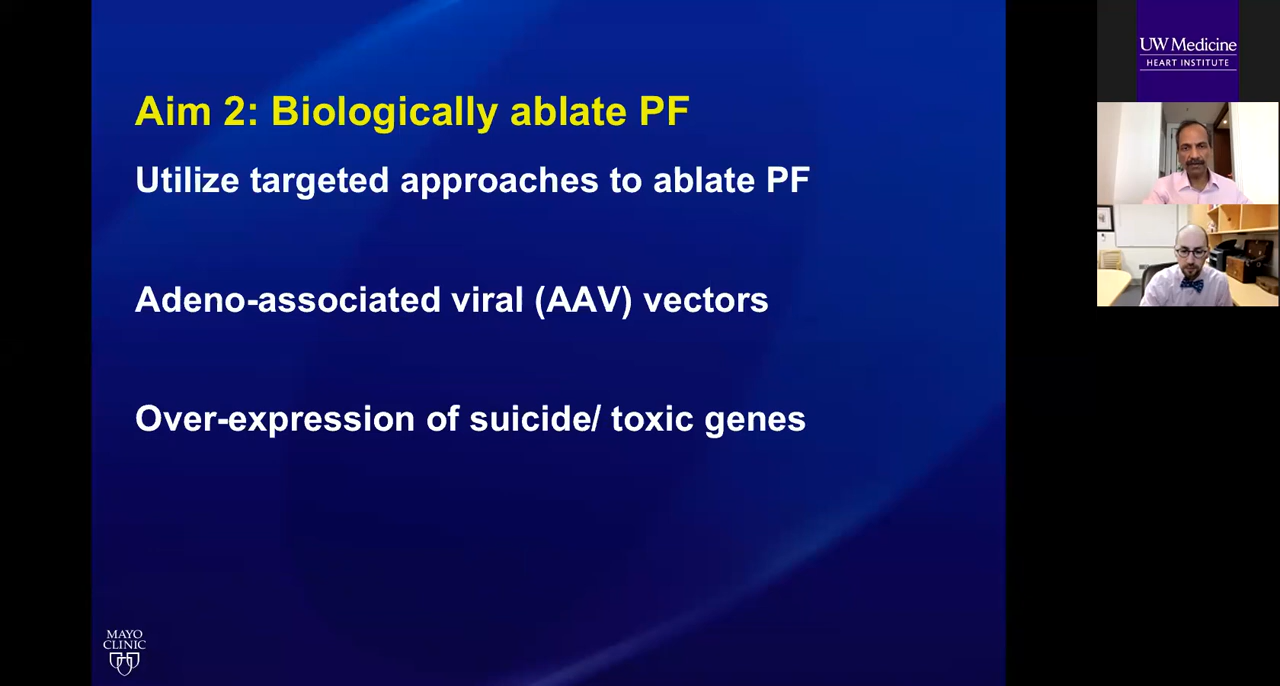 Aim 2: Biologically ablate PF
Utilize targeted approaches to ablate PF
Adeno-associated viral (AAV) vectors
Over-expression of suicide/ toxic genes
MAYO
CLINIC
UW Medicine
HEART INSTITUTE